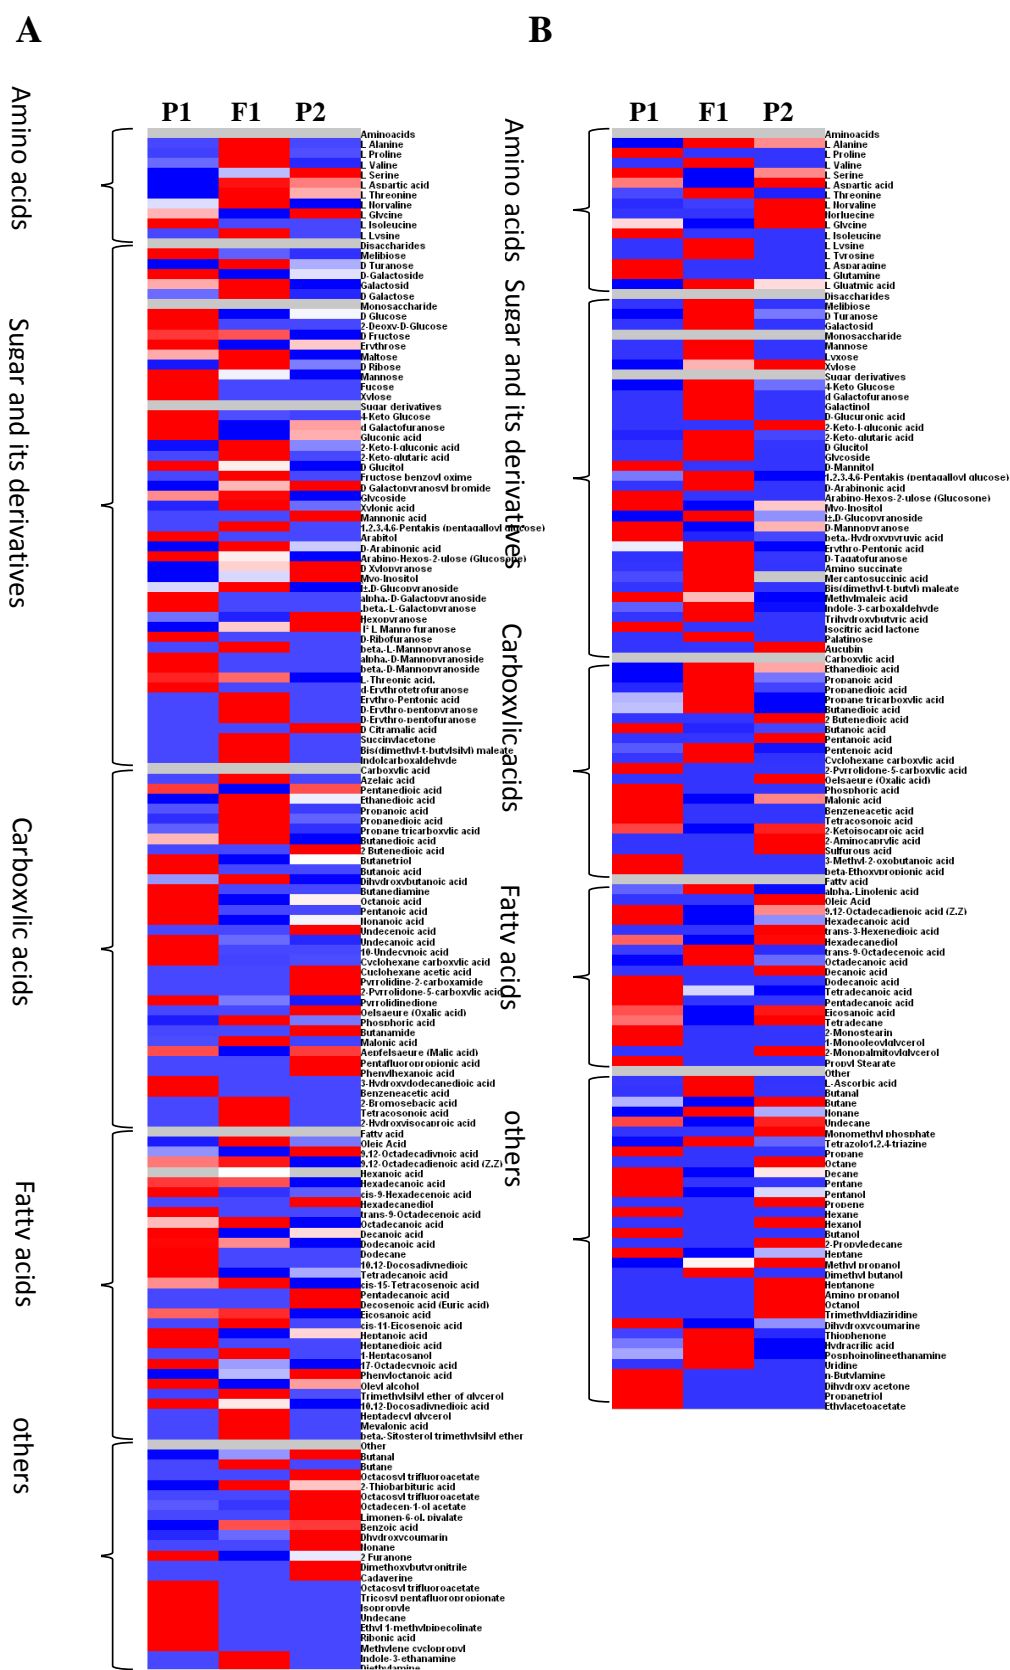 A
P1 F1 P2
Amino acids
Sugar and its derivatives
Carboxylic acids
Fatty acids
others
Aminoacids
L Alanine
L Proline
L Valine
L Serine
L Aspartic acid
L Threonine
L Norvaline
L Glycine
L Isoleucine
L Lysine
Disaccharides
Melibiose
D Turanose
D-Galactoside
Galactosid
D Galactose
Monosaccharide
D Glucose
2-Deoxy-D-Glucose
D Fructose
Erythrose
Maltose
D Ribose
Mannose
Fucose
Xylose
Sugar derivatives
4-Keto Glucose
d Galactofuranose
Gluconic acid
2-Keto-l-gluconic acid
2-Keto-glutaric acid
D Glucitol
Fructose benzoyl oxime
D Galactopyranosyl bromide
Glycoside
Xylonic acid
Mannonic acid
1,2,3,4,6-Pentakis (pentagalloyl glucose)
Arabitol
D-Arabinonic acid
Arabino-Hexos-2-ulose (Glucosone)
D Xylopyranose
Myo-Inositol
l±.D-Glucopyranoside
alpha.-D-Galactopyranoside
.beta.-L-Galactopyranose
Hexopyranose
l² L Manno furanose
D-Ribofuranose
beta.-L-Mannopyranose
alpha.-D-Mannopyranoside
beta.-D-Mannopyranoside
L-Threonic acid.
d-Erythrotetrofuranose
Erythro-Pentonic acid
D-Erythro-pentopyranose
D-Erythro-pentofuranose
D Citramalic acid
Succinylacetone
Bis(dimethyl-t-butylsilyl) maleate
Indolcarboxaldehyde
Carboxylic acid
Azelaic acid
Pentanedioic acid
Ethanedioic acid
Propanoic acid
Propanedioic acid
Propane tricarboxylic acid
Butanedioic acid
2 Butenedioic acid
Butanetriol
Butanoic acid
Dihydroxybutanoic acid
Butanediamine
Octanoic acid
Pentanoic acid
Nonanoic acid
Undecenoic acid
Undecanoic acid
10-Undecynoic acid
Cyclohexane carboxylic acid
Cuclohexane acetic acid
Pyrrolidine-2-carboxamide
2-Pyrrolidone-5-carboxylic acid
Pyrrolidinedione
Oelsaeure (Oxalic acid)
Phosphoric acid
Butanamide
Malonic acid
Aepfelsaeure (Malic acid)
Pentafluoropropionic acid
Phenylhexanoic acid
3-Hydroxydodecanedioic acid
Benzeneacetic acid
2-Bromosebacic acid
Tetracosonoic acid
2-Hydroxyisocaproic acid
Fatty acid
Oleic Acid
9,12-Octadecadiynoic acid
9,12-Octadecadienoic acid (Z,Z)
Hexanoic acid
Hexadecanoic acid
cis-9-Hexadecenoic acid
Hexadecanediol
trans-9-Octadecenoic acid
Octadecanoic acid
Decanoic acid
Dodecanoic acid
Dodecane
10,12-Docosadiynedioic
Tetradecanoic acid
cis-15-Tetracosenoic acid
Pentadecanoic acid
Decosenoic acid (Euric acid)
Eicosanoic acid
cis-11-Eicosenoic acid
Heptanoic acid
Heptanedioic acid
1-Heptacosanol
17-Octadecynoic acid
Phenyloctanoic acid
Oleyl alcohol
Trimethylsilyl ether of glycerol
10,12-Docosadiynedioic acid
Heptadecyl glycerol
Mevalonic acid
beta.-Sitosterol trimethylsilyl ether
Other
Butanal
Butane
Octacosyl trifluoroacetate
2-Thiobarbituric acid
Octacosyl trifluoroacetate
Octadecen-1-ol acetate
Limonen-6-ol, pivalate
Benzoic acid
Dhydroxycoumarin
Nonane
2 Furanone
Dimethoxybutyronitrile
Cadaverine
Octacosyl trifluoroacetate
Tricosyl pentafluoropropionate
Isopropyle
Undecane
Ethyl 1-methylpipecolinate
Ribonic acid
Methylene cyclopropyl
Indole-3-ethanamine
Diethylamine
B
P1 F1 P2
Amino acids
Sugar and its derivatives
Carboxylic acids
Fatty acids
others
Aminoacids
L Alanine
L Proline
L Valine
L Serine
L Aspartic acid
L Threonine
L Norvaline
Norluecine
L Glycine
L Isoleucine
L Lysine
L Tyrosine
L Asparagine
L Glutamine
L Gluatmic acid
Disaccharides
Melibiose
D Turanose
Galactosid
Monosaccharide
Mannose
Lyxose
Xylose
Sugar derivatives
4-Keto Glucose
d Galactofuranose
Galactinol
D-Glucuronic acid
2-Keto-l-gluconic acid
2-Keto-glutaric acid
D Glucitol
Glycoside
D-Mannitol
1,2,3,4,6-Pentakis (pentagalloyl glucose)
D-Arabinonic acid
Arabino-Hexos-2-ulose (Glucosone)
Myo-Inositol
l±.D-Glucopyranoside
D-Mannopyranose
beta.-Hydroxypyruvic acid
Erythro-Pentonic acid
D-Tagatofuranose
Amino succinate
Mercaptosuccinic acid
Bis(dimethyl-t-butyl) maleate
Methylmaleic acid
Indole-3-carboxaldehyde
Trihydroxybutyric acid
Isocitric acid lactone
Palatinose
Aucubin
Carboxylic acid
Ethanedioic acid
Propanoic acid
Propanedioic acid
Propane tricarboxylic acid
Butanedioic acid
2 Butenedioic acid
Butanoic acid
Pentanoic acid
Pentenoic acid
Cyclohexane carboxylic acid
2-Pyrrolidone-5-carboxylic acid
Oelsaeure (Oxalic acid)
Phosphoric acid
Malonic acid
Benzeneacetic acid
Tetracosonoic acid
2-Ketoisocaproic acid
2-Aminocaprylic acid
Sulfurous acid
3-Methyl-2-oxobutanoic acid
beta-Ethoxypropionic acid
Fatty acid
alpha.-Linolenic acid
Oleic Acid
9,12-Octadecadienoic acid (Z,Z)
Hexadecanoic acid
trans-3-Hexenedioic acid
Hexadecanediol
trans-9-Octadecenoic acid
Octadecanoic acid
Decanoic acid
Dodecanoic acid
Tetradecanoic acid
Pentadecanoic acid
Eicosanoic acid
Tetradecane
2-Monostearin
1-Monooleoylglycerol
2-Monopalmitoylglycerol
Propyl Stearate
Other
L-Ascorbic acid
Butanal
Butane
Nonane
Undecane
Monomethyl phosphate
Tetrazolo1,2,4-triazine
Propane
Octane
Decane
Pentane
Pentanol
Propene
Hexane
Hexanol
Butanol
2-Propyledecane
Heptane
Methyl propanol
Dimethyl butanol
Heptanone
Amino propanol
Octanol
Trimethyldiaziridine
Dihydroxycoumarine
Thiophenone
Hydracrilic acid
Posphoinolineethanamine
Uridine
n-Butylamine
Dihydroxy acetone
Propanetriol
Ethylacetoacetate